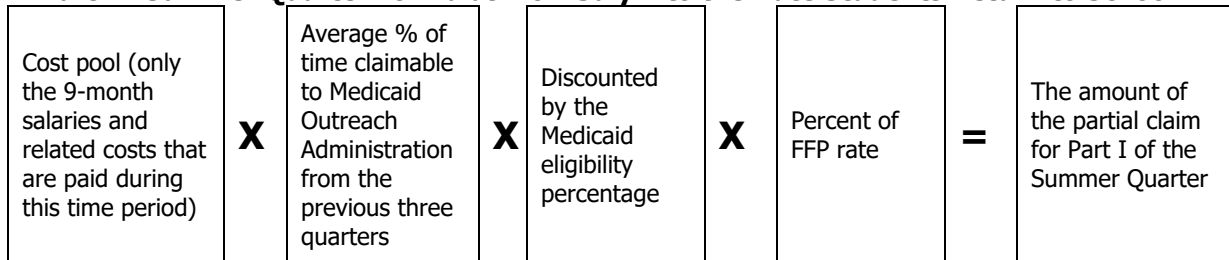 Cost pool (only
the 9-month
salaries and
related costs that
are paid during
this time period)
X
Average % of
time claimable
to Medicaid
Outreach
Administration
from the
previous three
quarters
X
Discounted
by the
Medicaid
eligibility
percentage
X
Percent of
FFP rate
=
The amount of
the partial claim
for Part I of the
Summer Quarter